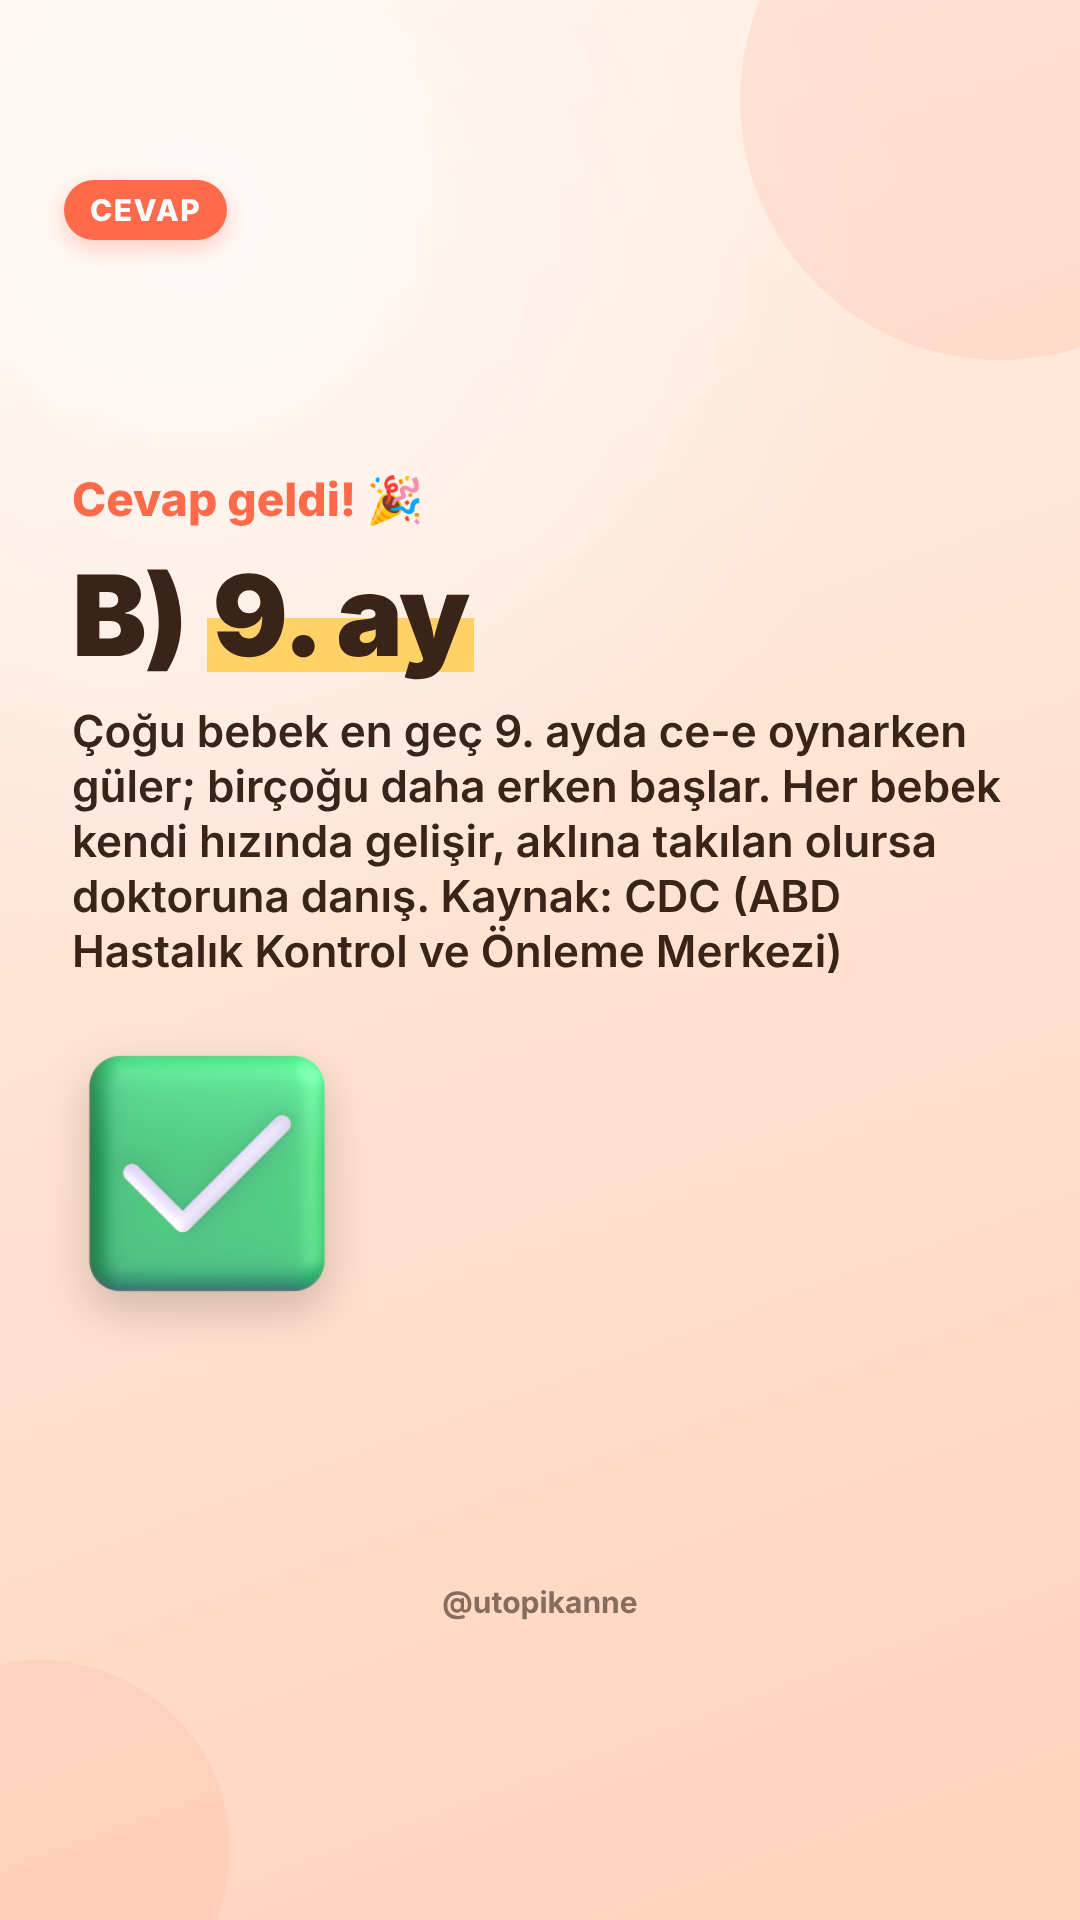 CEVAP
Cevap geldi! 🎉
B) 9. ay
Çoğu bebek en geç 9. ayda ce-e oynarken
güler; birçoğu daha erken başlar. Her bebek
kendi hızında gelişir, aklına takılan olursa
doktoruna danış. Kaynak: CDC (ABD
Hastalık Kontrol ve Önleme Merkezi)
@utopikanne